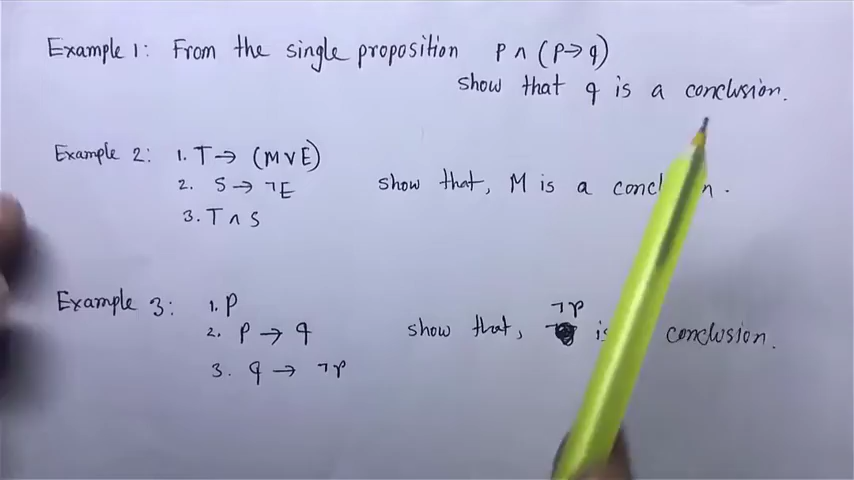 Example 1: From the single proposition P ∧ (P→q)
show that q is a conclusion.
Example 2: 1. T→ (M∨E)
2. S→ ¬E show that, M is a .
3. T∧S
Example 3: 1. P
2. P → q show that, ¬r conclusion.
3. q → ¬r